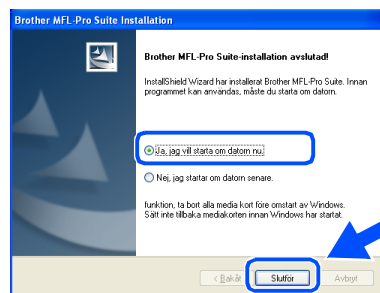 Brother MFL-Pro Suite Installation
Brother MFL-Pro Suite-installation avslutad!
InstallShield Wizard har installerat Brother MFL-Pro Suite. Innan
programmet kan användas, måste du starta om datorn.
Ja, jag vill starta om datorn nu.
Nej, jag startar om datorn senare.
funktion, ta bort alla media kort före omstart av Windows.
Sätt inte tillbaka mediakorten innan Windows har startat.
< Bakåt
Slutför
Avbryt